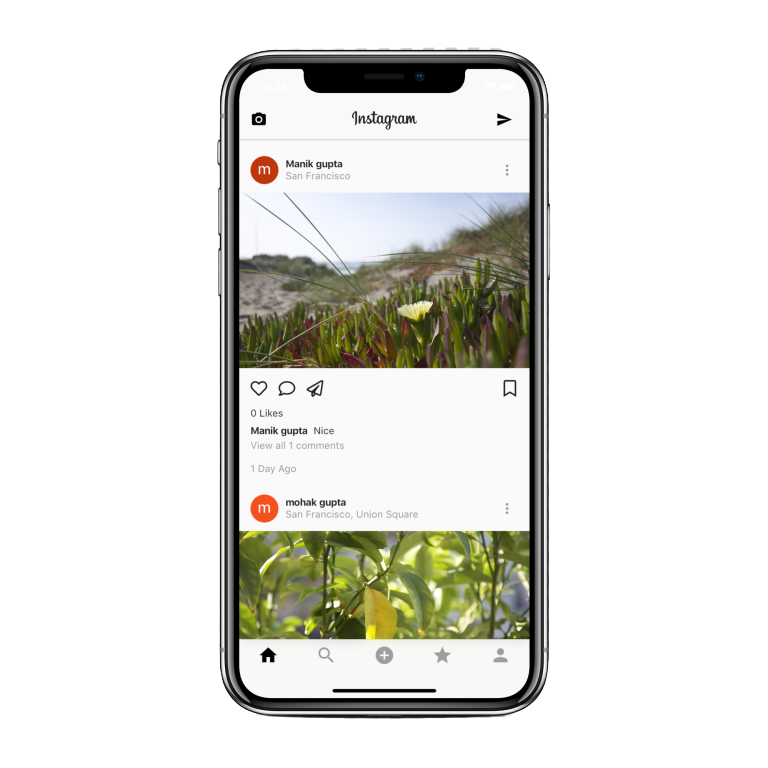 Instagram
m
Manik gupta
San Francisco
0 Likes
Manik gupta Nice
View all 1 comments
1 Day Ago
m
mohak gupta
San Francisco, Union Square